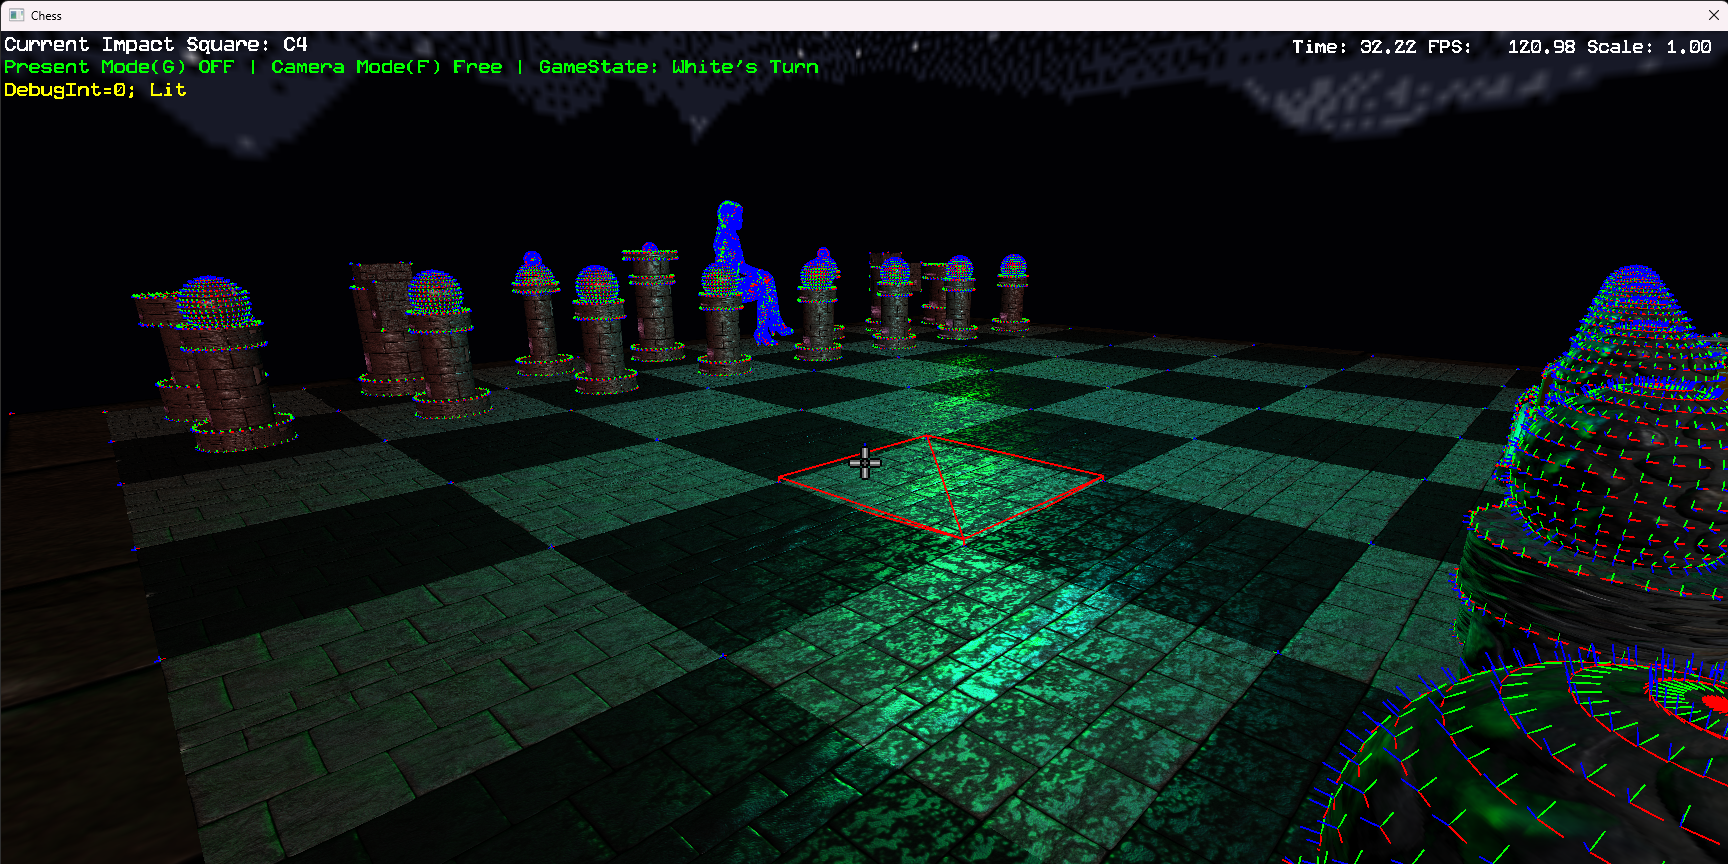 Chess
Current Impact Square: C4
Time: 32.22 FPS: 120.98 Scale: 1.00
Present Mode(G) OFF | Camera Mode(F) Free | GameState: White's Turn
DebugInt=0; Lit